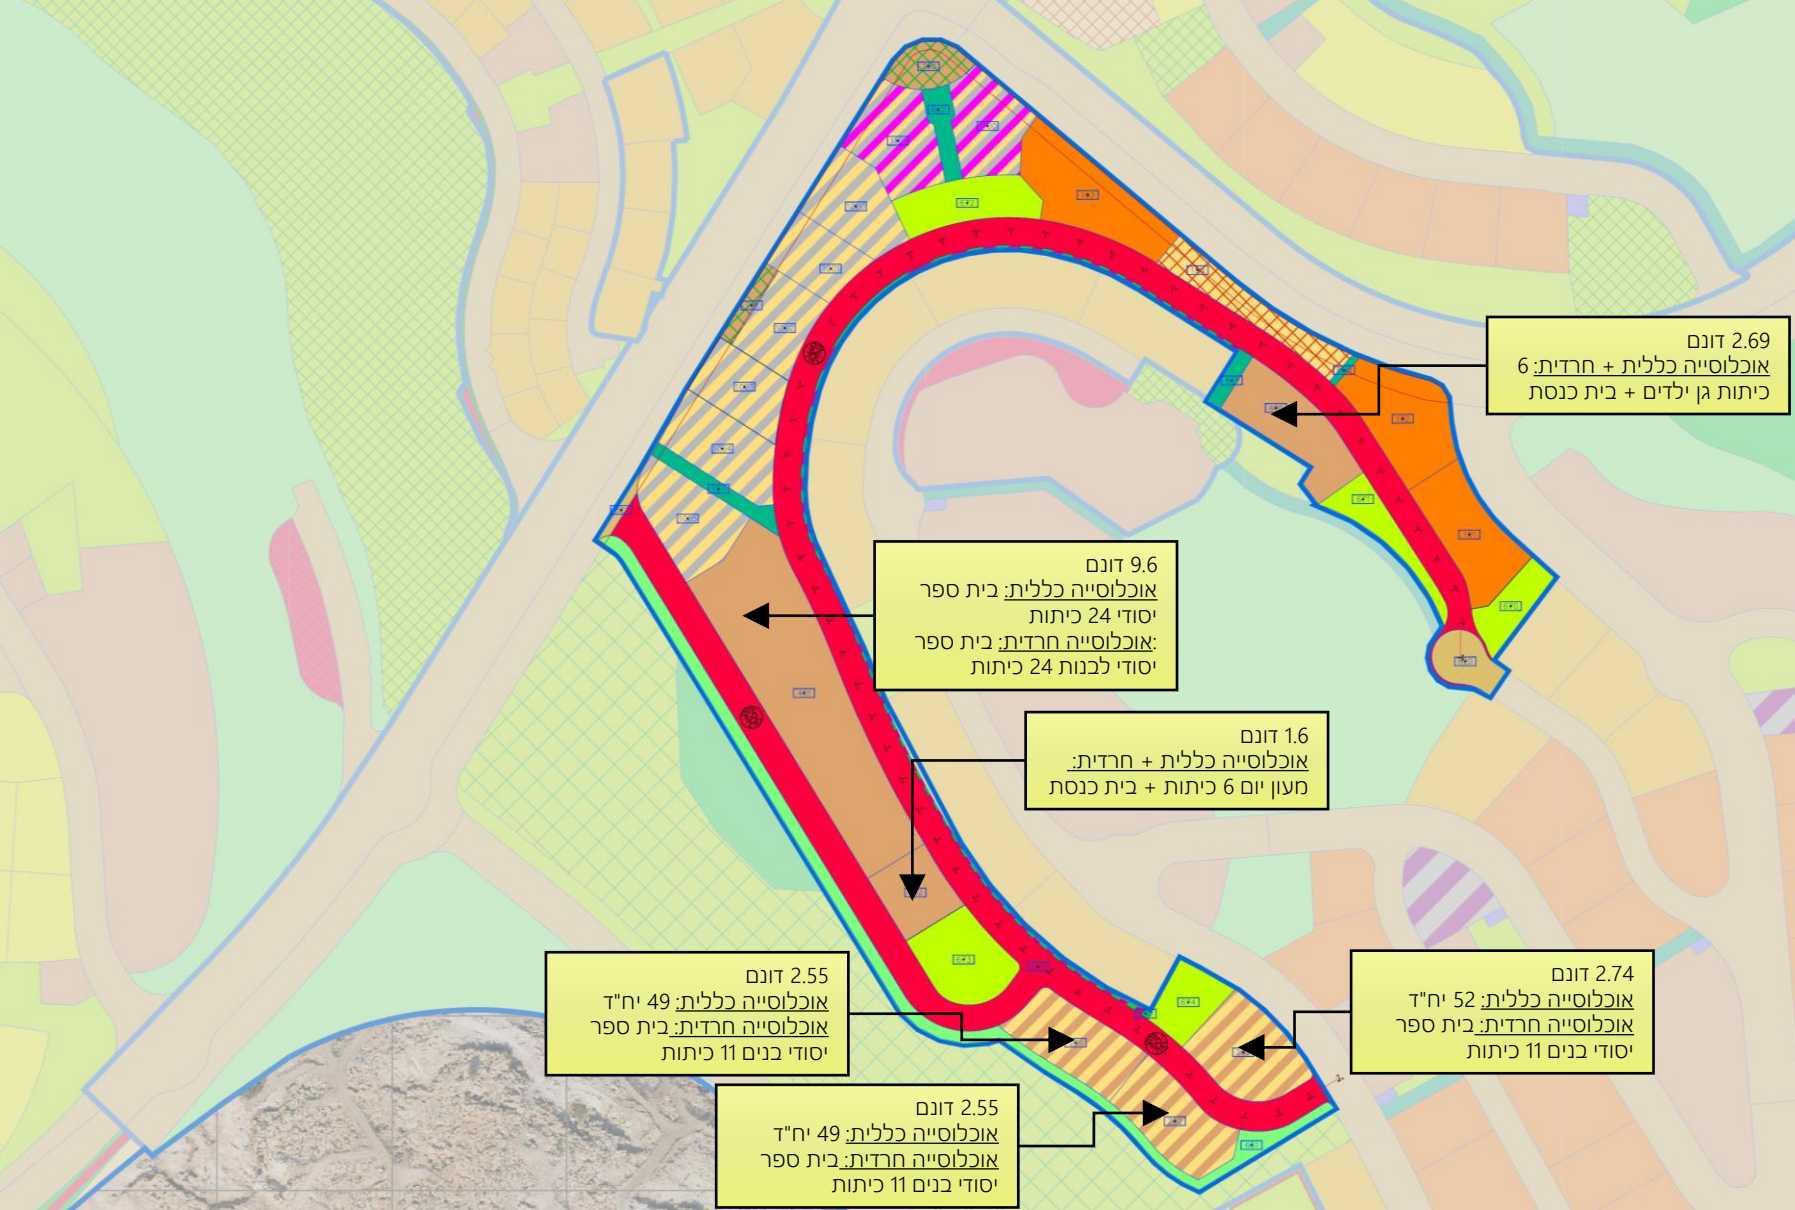 2.69 דונם
אוכלוסייה כללית + חרדית: 6
כיתות גן ילדים + בית כנסת
9.6 דונם
אוכלוסייה כללית: בית ספר
יסודי 24 כיתות
אוכלוסייה חרדית: בית ספר:
יסודי לבנות 24 כיתות
1.6 דונם
אוכלוסייה כללית + חרדית:
מעון יום 6 כיתות + בית כנסת
2.55 דונם
אוכלוסייה כללית: 49 יח"ד
אוכלוסייה חרדית: בית ספר
יסודי בנים 11 כיתות
2.74 דונם
אוכלוסייה כללית: 52 יח"ד
אוכלוסייה חרדית: בית ספר
יסודי בנים 11 כיתות
2.55 דונם
אוכלוסייה כללית: 49 יח"ד
אוכלוסייה חרדית: בית ספר
יסודי בנים 11 כיתות